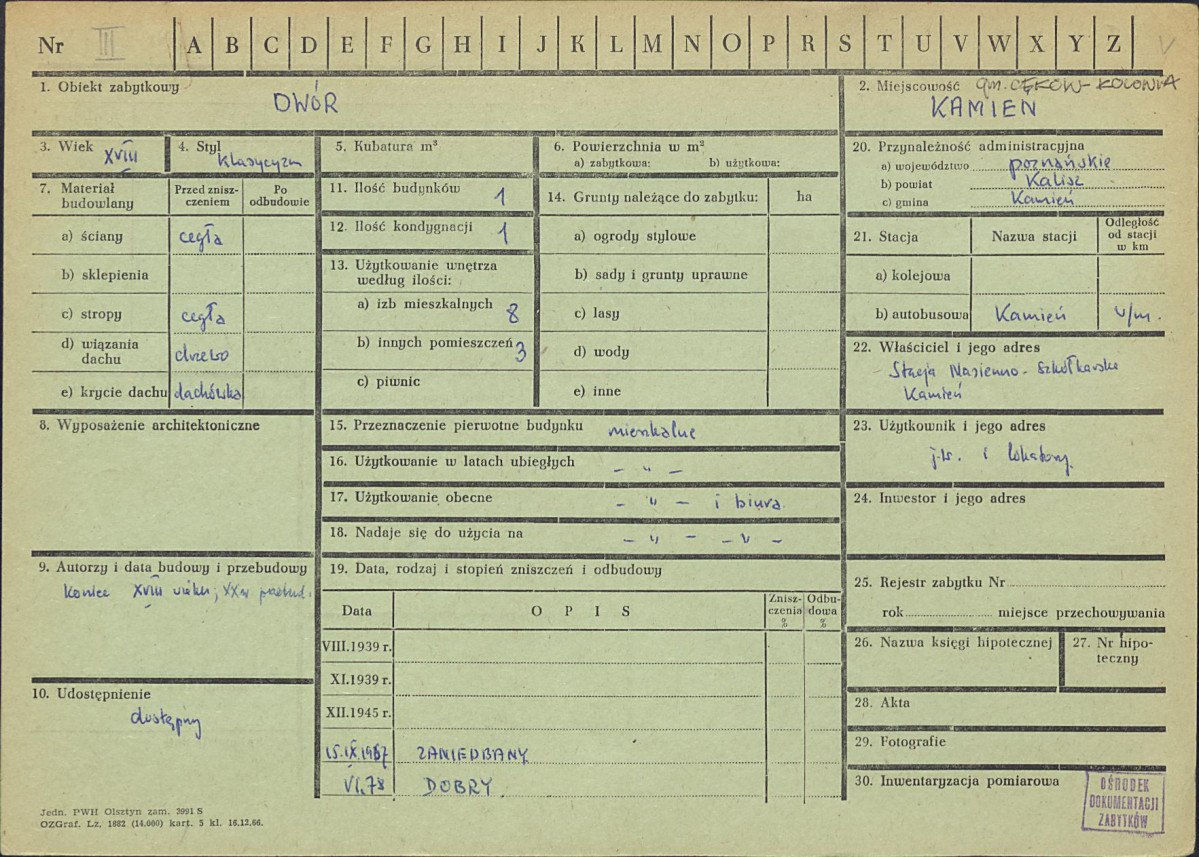 Nr III A B C D E F G H I J K L M N O P R S T U V W X Y Z V
1. Obiekt zabytkowy
DWÓR
2. Miejscowość gm. CĘKÓW-KOLONIA
KAMIEŃ
3. Wiek XVIII
4. Styl klasycyzm
5. Kubatura m³
6. Powierzchnia w m²
a) zabytkowa: b) użytkowa:
7. Materiał budowlany
Przed zniszczeniem
Po odbudowie
a) ściany cegła
b) sklepienia
c) stropy cegła
d) wiązania dachu drzewo
e) krycie dachu dachówka
8. Wyposażenie architektoniczne
9. Autorzy i data budowy i przebudowy
koniec XVIII wieku; XXw przebud.
10. Udostępnienie
dostępny
11. Ilość budynków 1
12. Ilość kondygnacji 1
13. Użytkowanie wnętrza według ilości:
a) izb mieszkalnych 8
b) innych pomieszczeń 3
c) piwnic
14. Grunty należące do zabytku: ha
a) ogrody stylowe
b) sady i grunty uprawne
c) lasy
d) wody
e) inne
15. Przeznaczenie pierwotne budynku mieszkalne
16. Użytkowanie w latach ubiegłych – " –
17. Użytkowanie obecne – " – i biura
18. Nadaje się do użycia na – " – – " –
19. Data, rodzaj i stopień zniszczeń i odbudowy
Data OPIS Zniszczenia % Odbudowa %
VIII.1939 r.
XI.1939 r.
XII.1945 r.
15.IX.1957 ZANIEDBANY
VI.78 DOBRY
20. Przynależność administracyjna
a) województwo poznańskie
b) powiat Kalisz
c) gmina Kamień
21. Stacja Nazwa stacji Odległość od stacji w km
a) kolejowa
b) autobusowa Kamień w/m.
22. Właściciel i jego adres
Stacja Nasienno-Szkółkarska
Kamień
23. Użytkownik i jego adres
j.w. i lokatorzy
24. Inwestor i jego adres
25. Rejestr zabytku Nr
rok miejsce przechowywania
26. Nazwa księgi hipotecznej
27. Nr hipoteczny
28. Akta
29. Fotografie
30. Inwentaryzacja pomiarowa
OŚRODEK
DOKUMENTACJI
ZABYTKÓW
Jedn. PWH Olsztyn zam. 3991 S
OZGraf. Lz. 1882 (14.000) kart. 5 kl. 16.12.66.